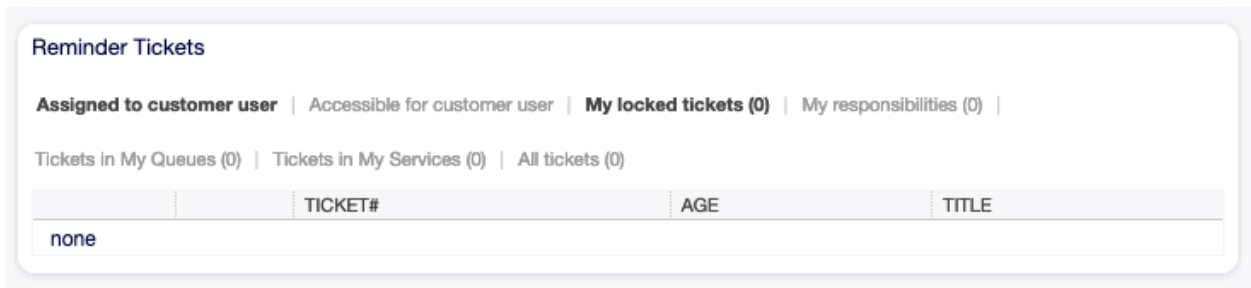 Reminder Tickets
Assigned to customer user | Accessible for customer user | My locked tickets (0) | My responsibilities (0) |
Tickets in My Queues (0) | Tickets in My Services (0) | All tickets (0)
TICKET# AGE TITLE
none